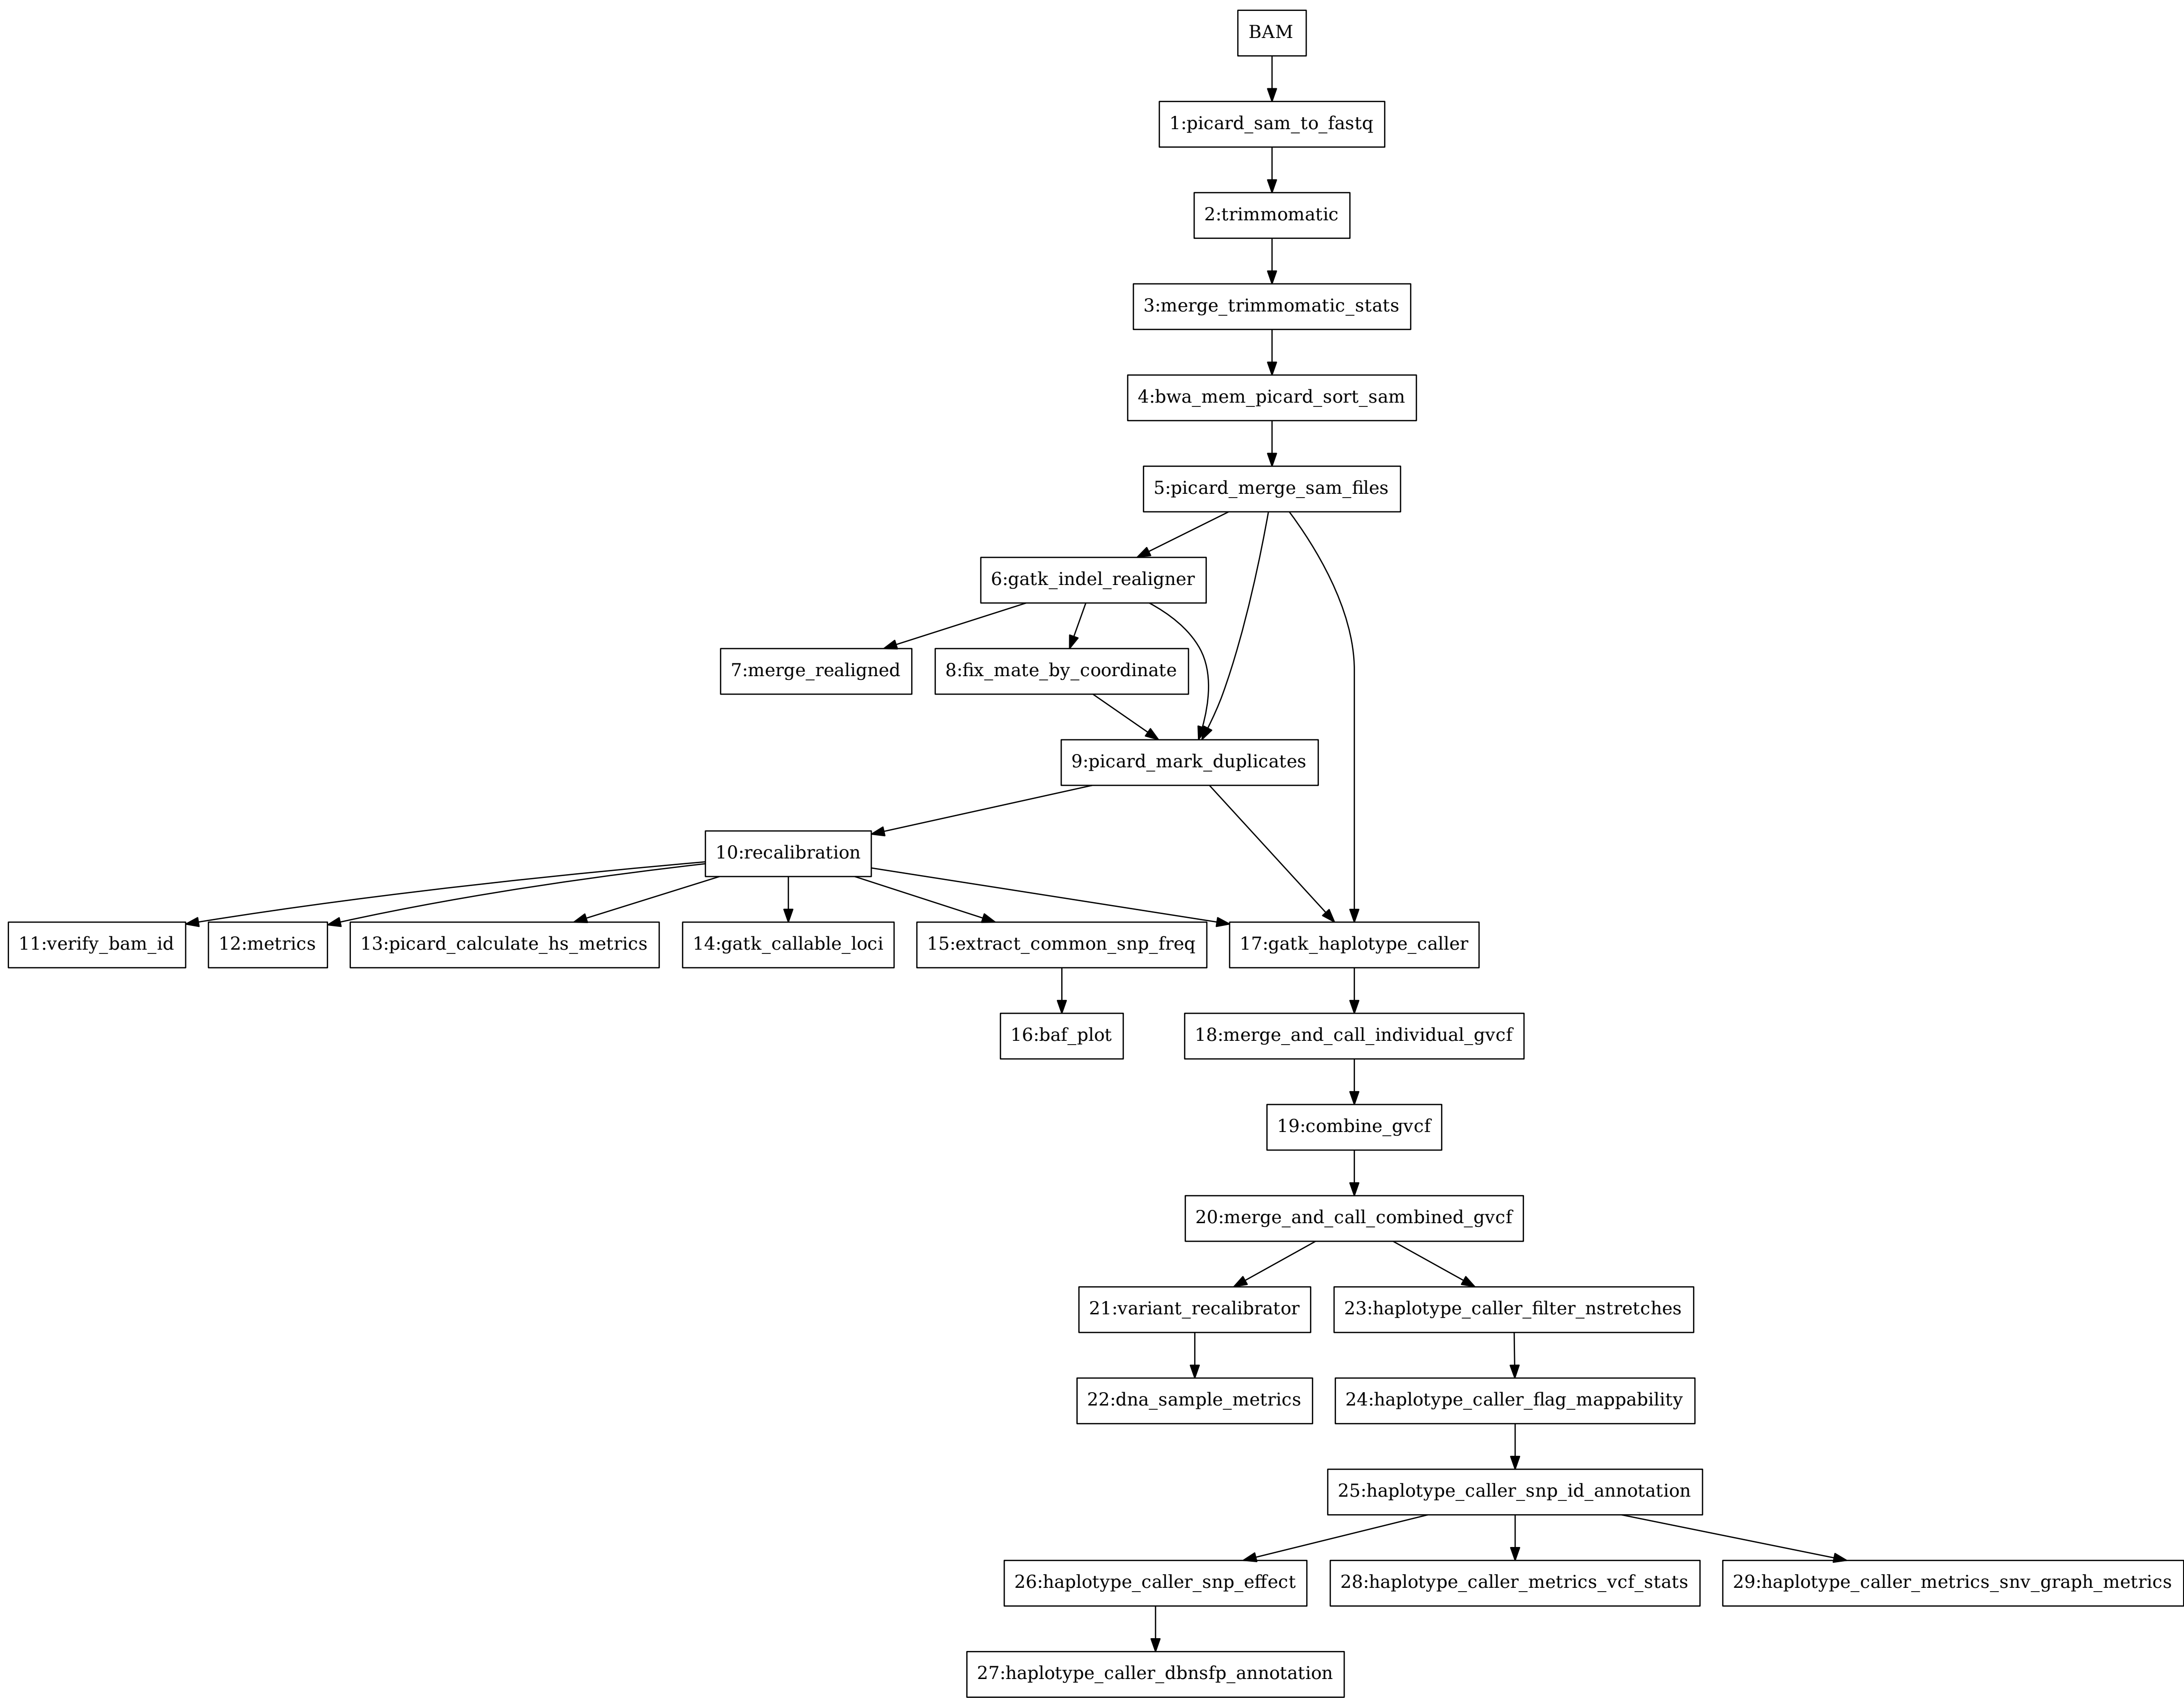 BAM
1:picard_sam_to_fastq
2:trimmomatic
3:merge_trimmomatic_stats
4:bwa_mem_picard_sort_sam
5:picard_merge_sam_files
6:gatk_indel_realigner
7:merge_realigned
8:fix_mate_by_coordinate
9:picard_mark_duplicates
10:recalibration
11:verify_bam_id
12:metrics
13:picard_calculate_hs_metrics
14:gatk_callable_loci
15:extract_common_snp_freq
17:gatk_haplotype_caller
16:baf_plot
18:merge_and_call_individual_gvcf
19:combine_gvcf
20:merge_and_call_combined_gvcf
21:variant_recalibrator
23:haplotype_caller_filter_nstretches
22:dna_sample_metrics
24:haplotype_caller_flag_mappability
25:haplotype_caller_snp_id_annotation
26:haplotype_caller_snp_effect
28:haplotype_caller_metrics_vcf_stats
29:haplotype_caller_metrics_snv_graph_metrics
27:haplotype_caller_dbnsfp_annotation